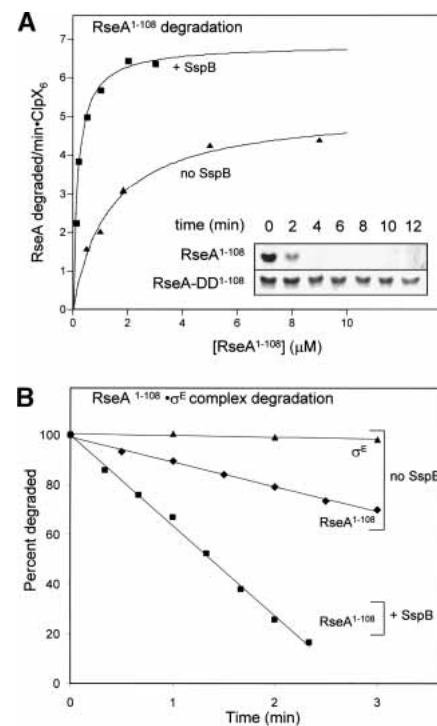 A
RseA¹⁻¹⁰⁸ degradation
RseA degraded/min•ClpX₆
7
6
5
4
3
2
1
0
+ SspB
no SspB
time (min) 0 2 4 6 8 10 12
RseA¹⁻¹⁰⁸
RseA-DD¹⁻¹⁰⁸
0 2 4 6 8 10
[RseA¹⁻¹⁰⁸] (μM)
B
RseA ¹⁻¹⁰⁸ •σᴱ complex degradation
Percent degraded
100
80
60
40
20
0
σᴱ
no SspB
RseA¹⁻¹⁰⁸
RseA¹⁻¹⁰⁸
+ SspB
0 1 2 3
Time (min)